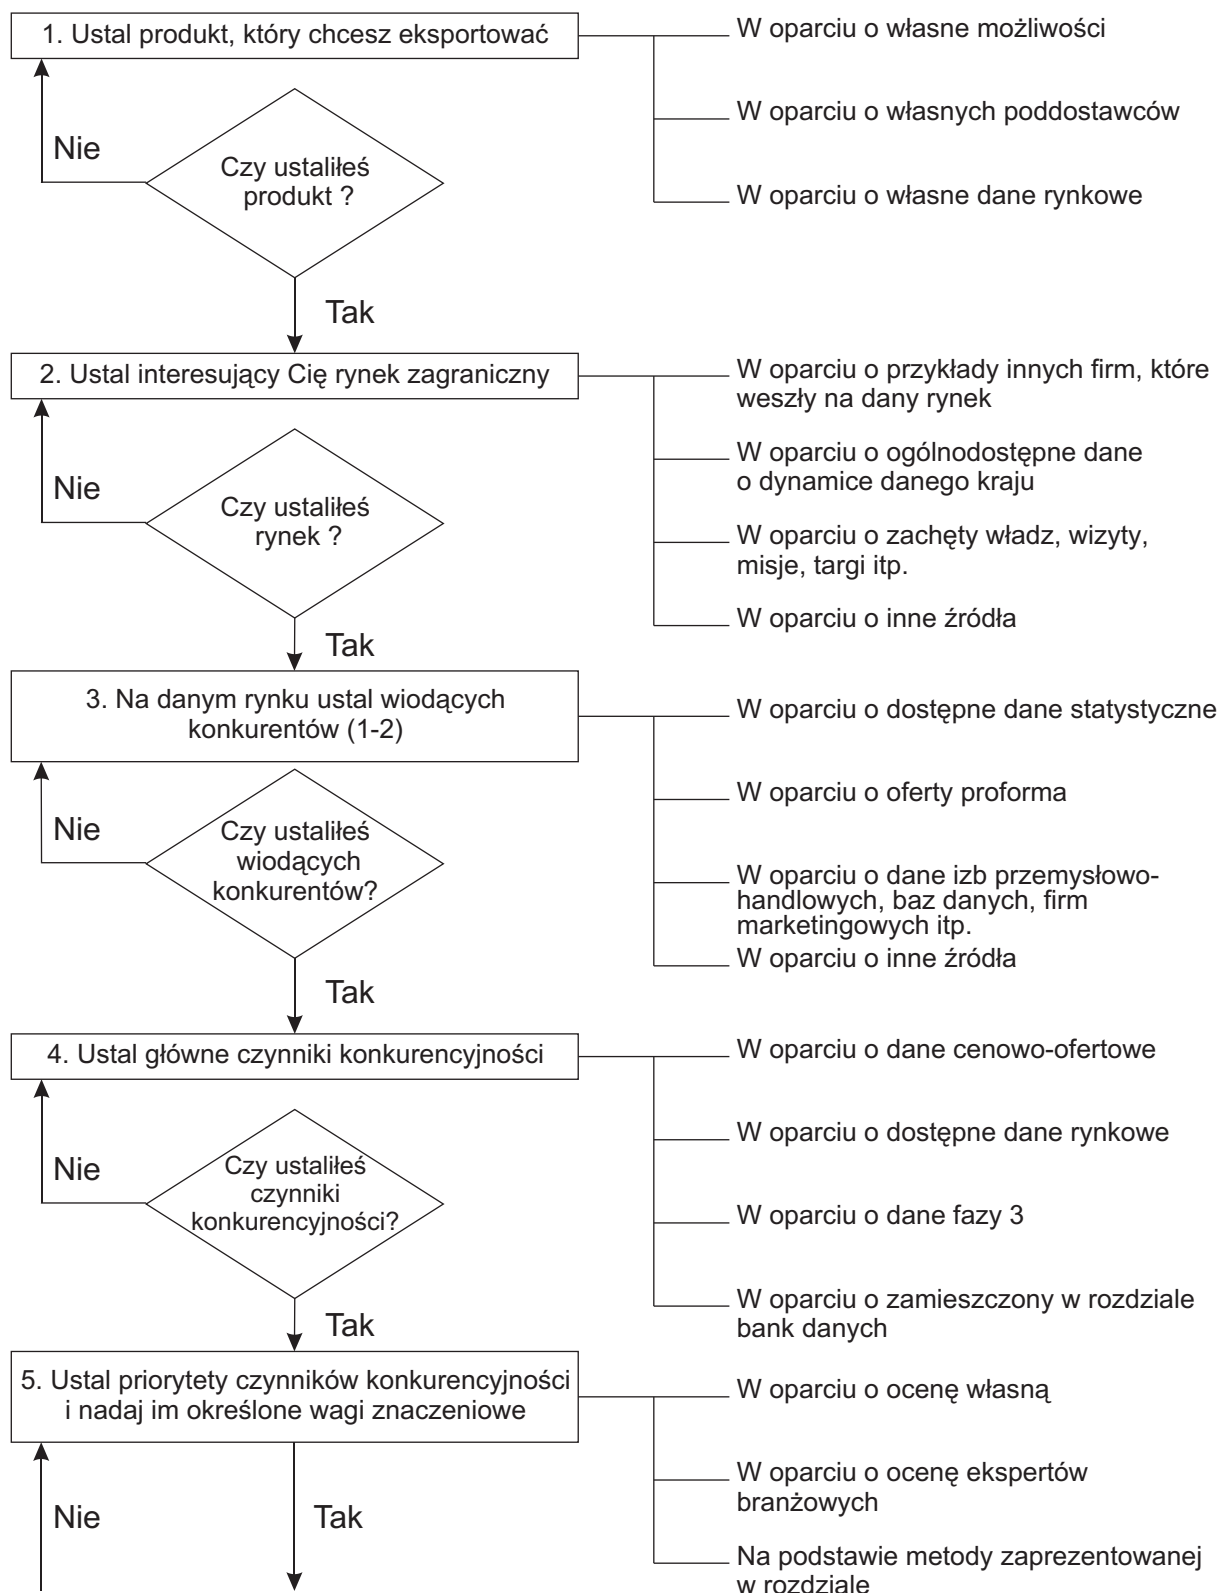 1. Ustal produkt, który chcesz eksportować
W oparciu o własne możliwości
W oparciu o własnych poddostawców
W oparciu o własne dane rynkowe
Nie
Czy ustaliłeś
produkt ?
Tak
2. Ustal interesujący Cię rynek zagraniczny
W oparciu o przykłady innych firm, które
weszły na dany rynek
W oparciu o ogólnodostępne dane
o dynamice danego kraju
W oparciu o zachęty władz, wizyty,
misje, targi itp.
W oparciu o inne źródła
Nie
Czy ustaliłeś
rynek ?
Tak
3. Na danym rynku ustal wiodących
konkurentów (1-2)
W oparciu o dostępne dane statystyczne
W oparciu o oferty proforma
W oparciu o dane izb przemysłowo-
handlowych, baz danych, firm
marketingowych itp.
W oparciu o inne źródła
Nie
Czy ustaliłeś
wiodących
konkurentów?
Tak
4. Ustal główne czynniki konkurencyjności
W oparciu o dane cenowo-ofertowe
W oparciu o dostępne dane rynkowe
W oparciu o dane fazy 3
W oparciu o zamieszczony w rozdziale
bank danych
Nie
Czy ustaliłeś
czynniki
konkurencyjności?
Tak
5. Ustal priorytety czynników konkurencyjności
i nadaj im określone wagi znaczeniowe
W oparciu o ocenę własną
W oparciu o ocenę ekspertów
branżowych
Na podstawie metody zaprezentowanej
w rozdziale
Nie
Tak